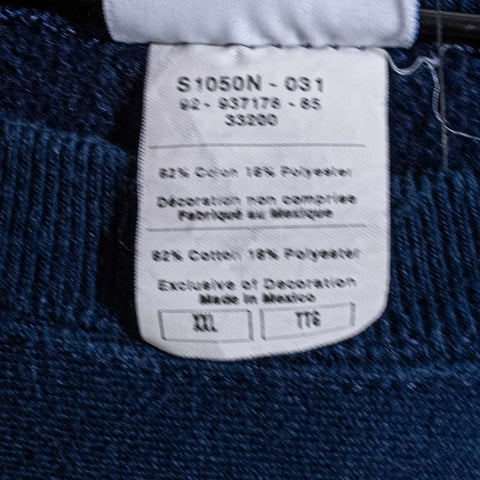 S1050N - 031
92 - 937178 - 85
33200
82% Coton 18% Polyester
Décoration non comprise
Fabriqué au Mexique
82% Cotton 18% Polyester
Exclusive of Decoration
Made In Mexico
XXL TTG